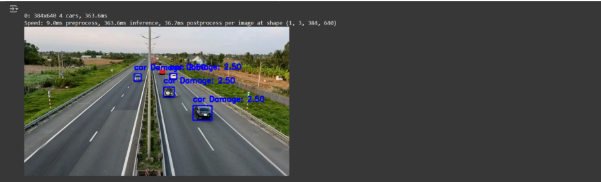 0: 384x640 4 cars, 363.6ms
Speed: 9.0ms preprocess, 363.6ms inference, 36.7ms postprocess per image at shape (1, 3, 384, 640)
car Damage: 2.50
car Damage: 2.50
car Damage: 2.50